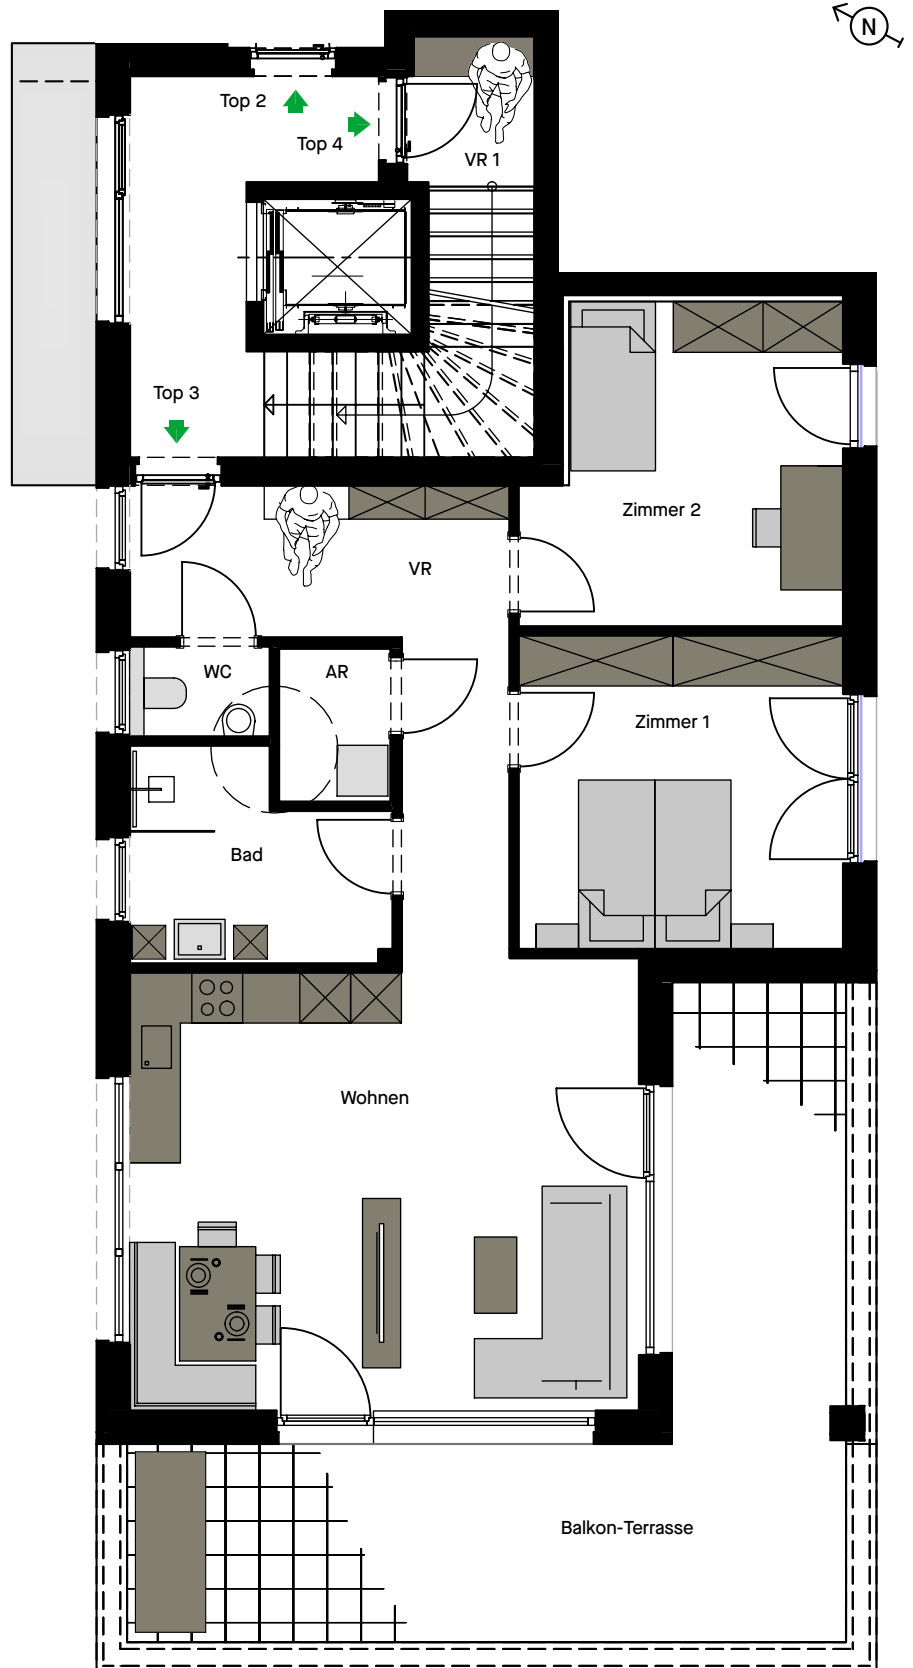 N
Top 2
Top 4
VR 1
Top 3
Zimmer 2
VR
WC
AR
Zimmer 1
Bad
Wohnen
Balkon-Terrasse